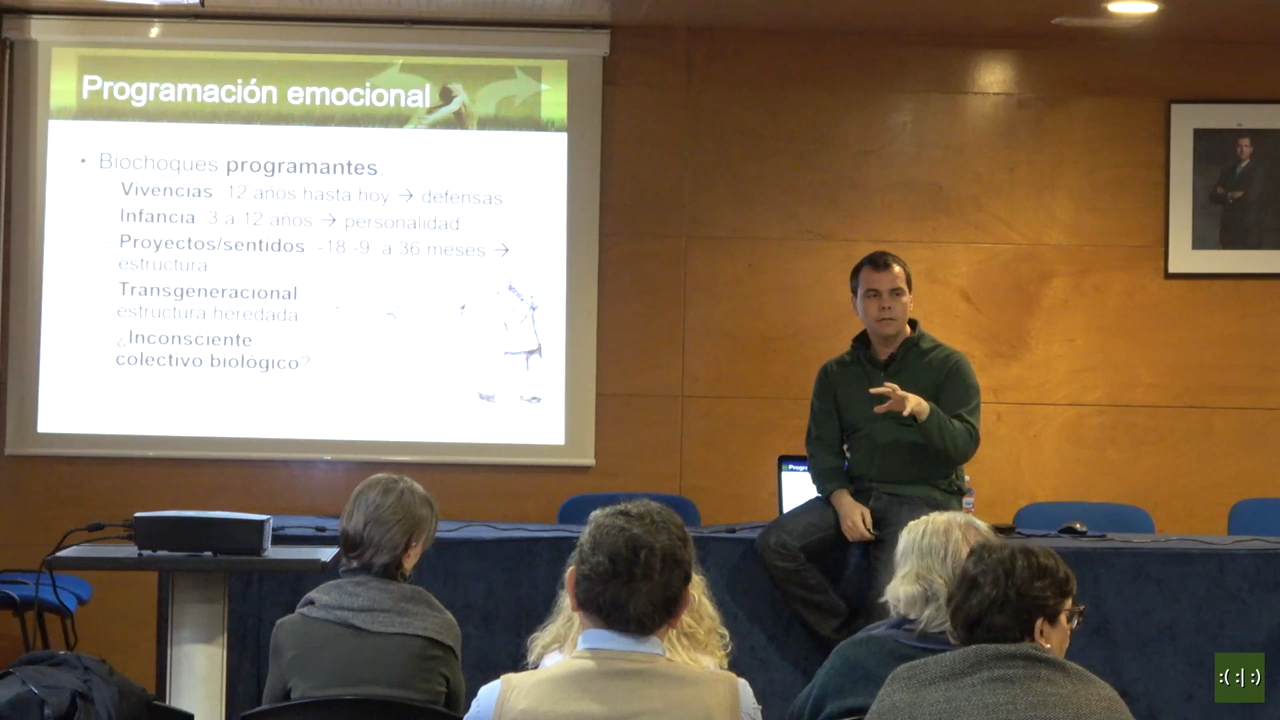 Programación emocional
• Biochoques programantes:
Vivencias 12 años hasta hoy → defensas
Infancia 3 a 12 años → personalidad
Proyectos/sentidos -18 -9 a 36 meses →
estructura
Transgeneracional
estructura heredada
¿Inconsciente
colectivo biológico?
:( :| :)